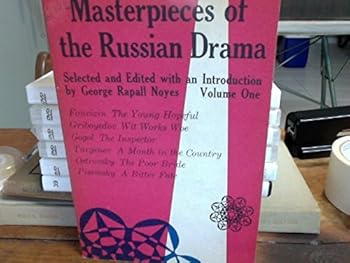 Masterpieces of
the Russian Drama
Selected and Edited with an Introduction
by George Rapall Noyes Volume One
Fonvizin The Young Hopeful
Griboyedov Wit Works Woe
Gogol The Inspector
Turgenev A Month in the Country
Ostrovsky The Poor Bride
Pisemsky A Bitter Fate